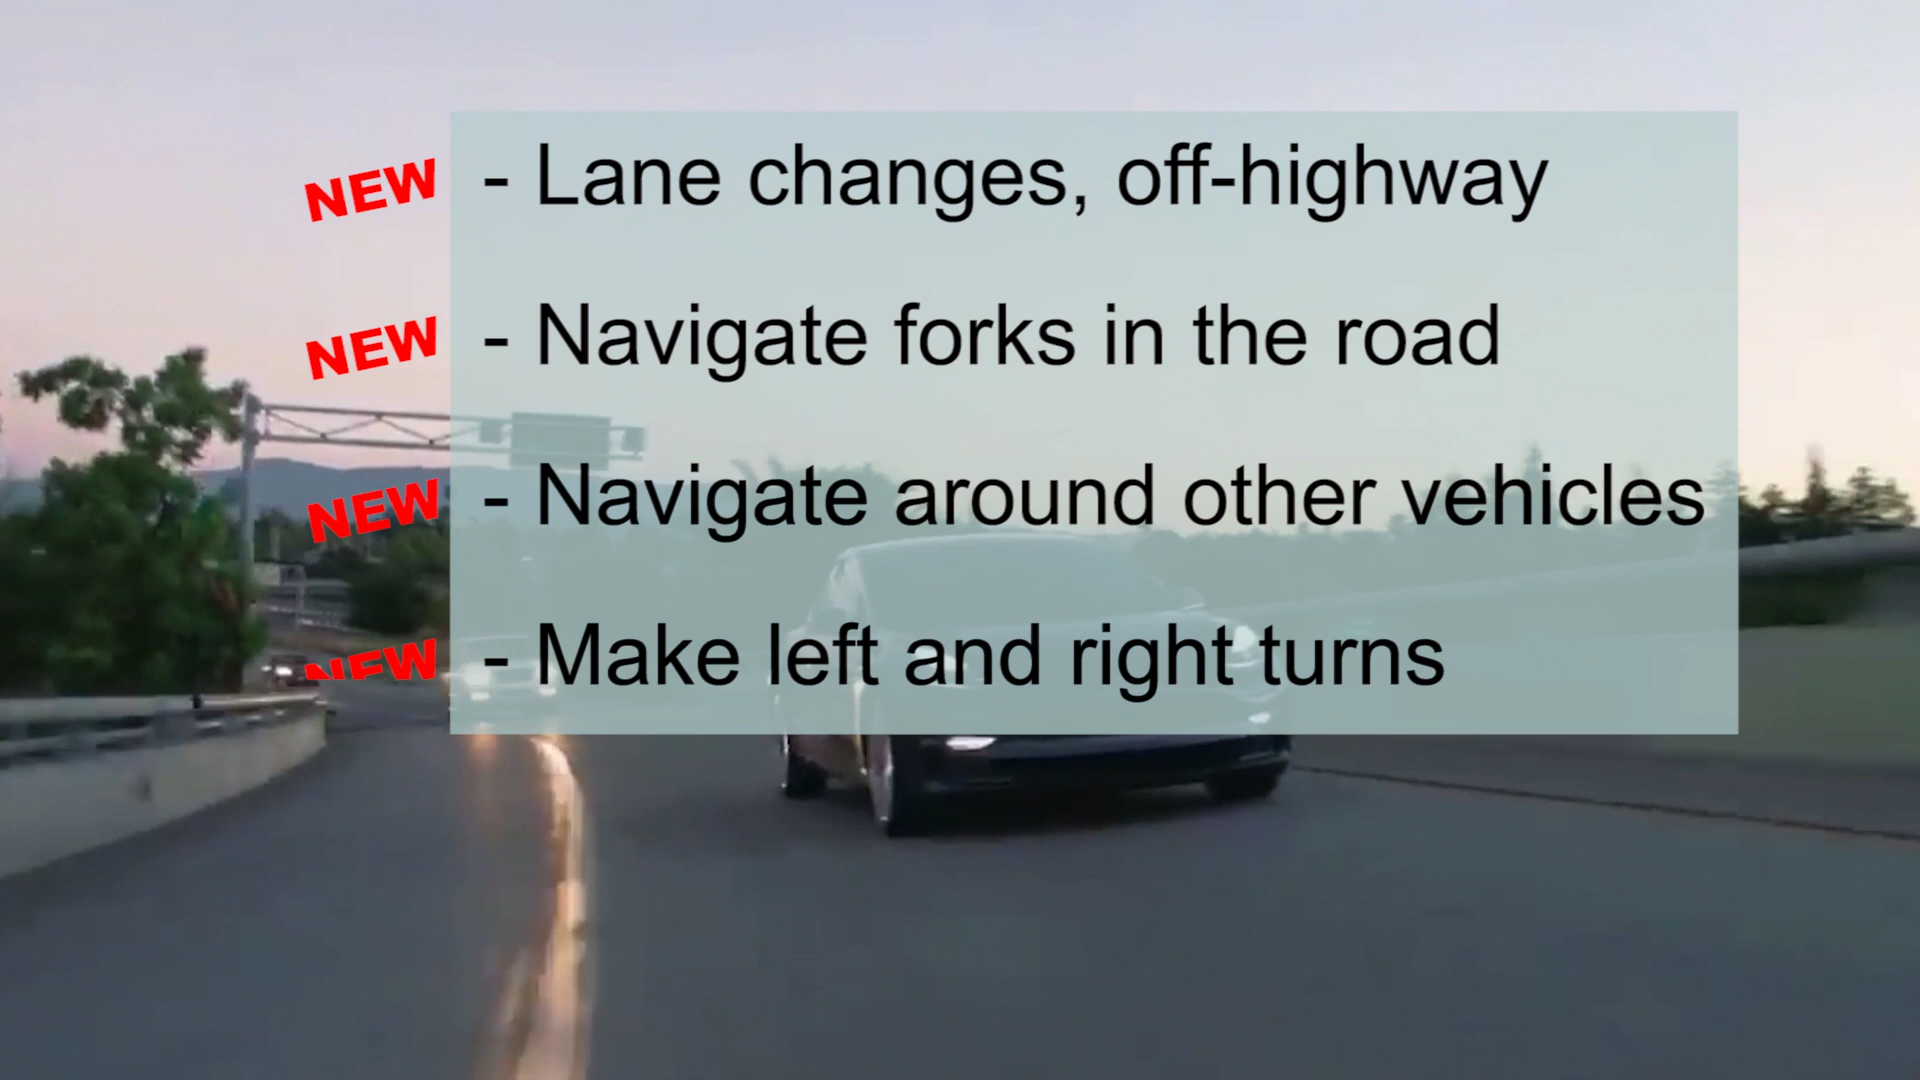 NEW - Lane changes, off-highway
NEW - Navigate forks in the road
NEW - Navigate around other vehicles
NEW - Make left and right turns